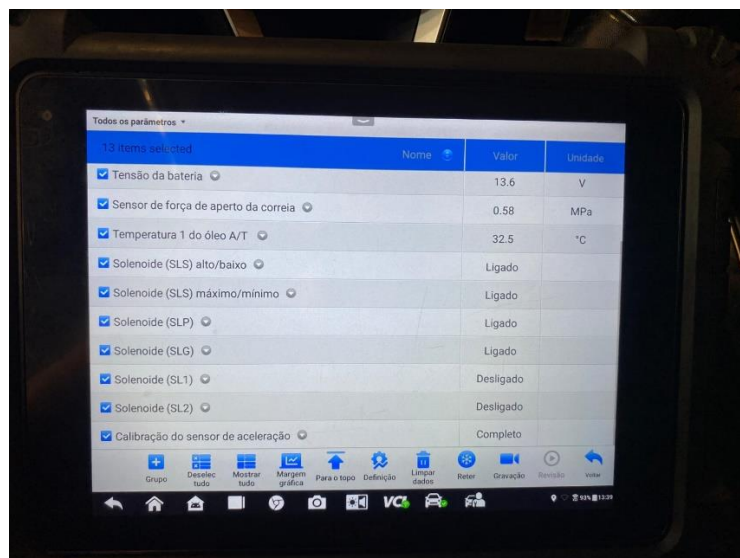 Todos os parâmetros
13 items selected Nome Valor Unidade
Tensão da bateria 13.6 V
Sensor de força de aperto da correia 0.58 MPa
Temperatura 1 do óleo A/T 32.5 °C
Solenoide (SLS) alto/baixo Ligado
Solenoide (SLS) máximo/mínimo Ligado
Solenoide (SLP) Ligado
Solenoide (SLG) Ligado
Solenoide (SL1) Desligado
Solenoide (SL2) Desligado
Calibração do sensor de aceleração Completo
Grupo Deselec tudo Mostrar tudo Margem gráfica Para o topo Definição Limpar dados Reter Gravação Revisão Voltar
VCI 93% 13:39